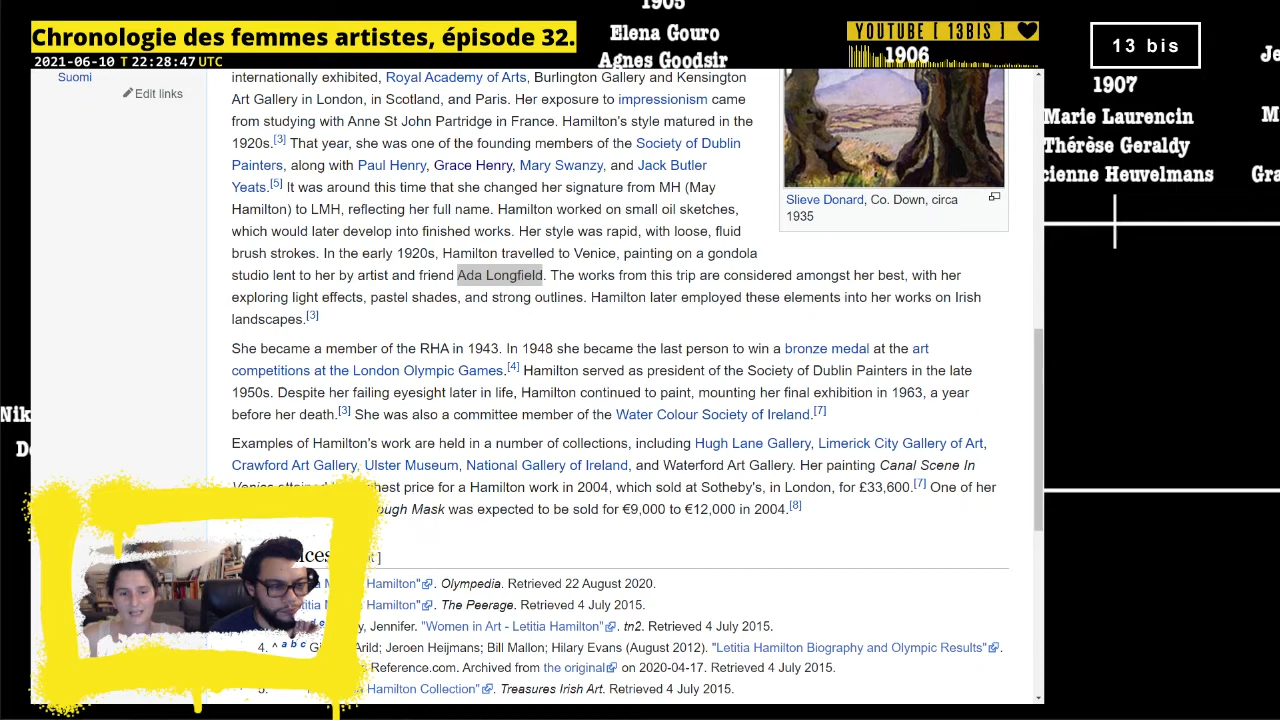 1905
Elena Gouro
Agnes Goodsir
Chronologie des femmes artistes, épisode 32.
2021-06-10 T 22:28:47 UTC
YOUTUBE [ 13BIS ]
1906
13 bis
1907
Marie Laurencin
Thérèse Geraldy
cienne Heuvelmans
Je
M
Gra
Nik
D
Suomi
Edit links
internationally exhibited, Royal Academy of Arts, Burlington Gallery and Kensington
Art Gallery in London, in Scotland, and Paris. Her exposure to impressionism came
from studying with Anne St John Partridge in France. Hamilton's style matured in the
1920s.[3] That year, she was one of the founding members of the Society of Dublin
Painters, along with Paul Henry, Grace Henry, Mary Swanzy, and Jack Butler
Yeats.[5] It was around this time that she changed her signature from MH (May
Hamilton) to LMH, reflecting her full name. Hamilton worked on small oil sketches,
which would later develop into finished works. Her style was rapid, with loose, fluid
brush strokes. In the early 1920s, Hamilton travelled to Venice, painting on a gondola
studio lent to her by artist and friend Ada Longfield. The works from this trip are considered amongst her best, with her
exploring light effects, pastel shades, and strong outlines. Hamilton later employed these elements into her works on Irish
landscapes.[3]
Slieve Donard, Co. Down, circa
1935
She became a member of the RHA in 1943. In 1948 she became the last person to win a bronze medal at the art
competitions at the London Olympic Games.[4] Hamilton served as president of the Society of Dublin Painters in the late
1950s. Despite her failing eyesight later in life, Hamilton continued to paint, mounting her final exhibition in 1963, a year
before her death.[3] She was also a committee member of the Water Colour Society of Ireland.[7]
Examples of Hamilton's work are held in a number of collections, including Hugh Lane Gallery, Limerick City Gallery of Art,
Crawford Art Gallery, Ulster Museum, National Gallery of Ireland, and Waterford Art Gallery. Her painting Canal Scene In
hest price for a Hamilton work in 2004, which sold at Sotheby's, in London, for £33,600.[7] One of her
ough Mask was expected to be sold for €9,000 to €12,000 in 2004.[8]
ces
]
Hamilton". Olympedia. Retrieved 22 August 2020.
Hamilton". The Peerage. Retrieved 4 July 2015.
d e y, Jennifer. "Women in Art - Letitia Hamilton". tn2. Retrieved 4 July 2015.
4. ^ a b c Arild; Jeroen Heijmans; Bill Mallon; Hilary Evans (August 2012). "Letitia Hamilton Biography and Olympic Results".
Reference.com. Archived from the original on 2020-04-17. Retrieved 4 July 2015.
Hamilton Collection". Treasures Irish Art. Retrieved 4 July 2015.